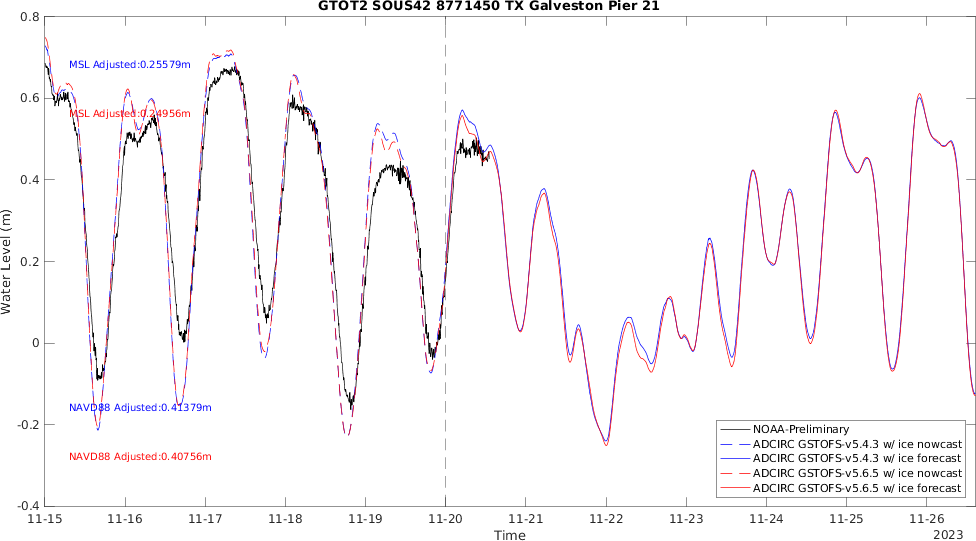 GTOT2 SOUS42 8771450 TX Galveston Pier 21
0.8
MSL Adjusted:0.25579m
0.6
MSL Adjusted:0.24956m
0.4
0.2
Water Level (m)
0
-0.2
NAVD88 Adjusted:0.41379m
NAVD88 Adjusted:0.40756m
-0.4
NOAA-Preliminary
ADCIRC GSTOFS-v5.4.3 w/ ice nowcast
ADCIRC GSTOFS-v5.4.3 w/ ice forecast
ADCIRC GSTOFS-v5.6.5 w/ ice nowcast
ADCIRC GSTOFS-v5.6.5 w/ ice forecast
11-15 11-16 11-17 11-18 11-19 11-20 11-21 11-22 11-23 11-24 11-25 11-26
Time
2023